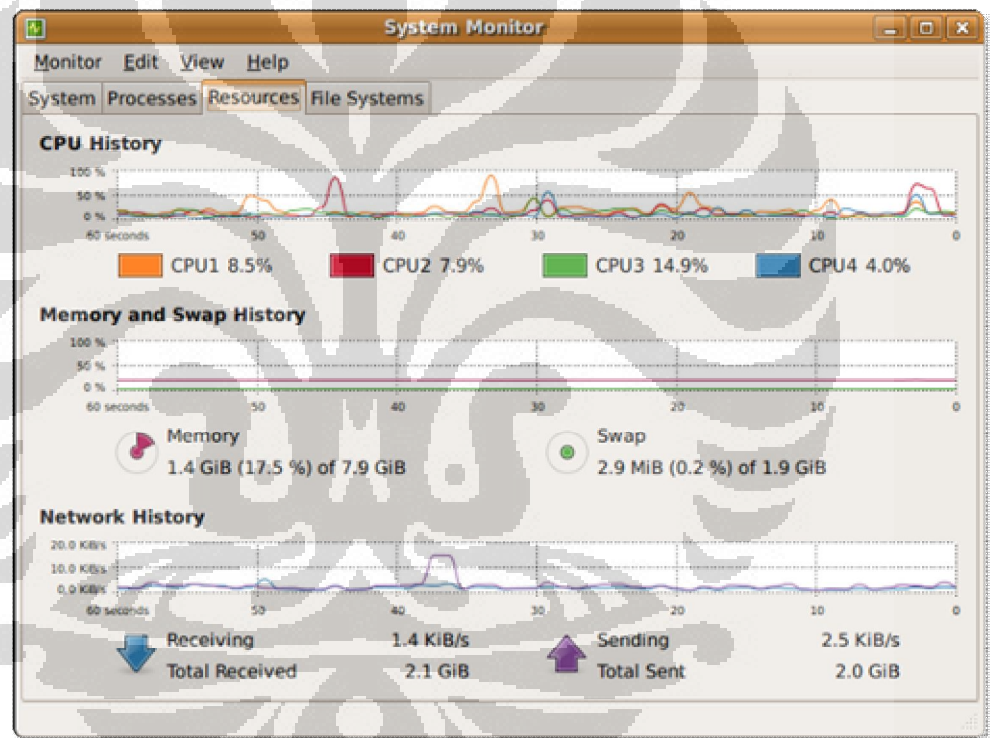 System Monitor
Monitor Edit View Help
System Processes Resources File Systems
CPU History
100 %
50 %
0 %
60 seconds 50 40 30 20 10 0
CPU1 8.5% CPU2 7.9% CPU3 14.9% CPU4 4.0%
Memory and Swap History
100 %
50 %
0 %
60 seconds 50 40 30 20 10 0
Memory Swap
1.4 GiB (17.5 %) of 7.9 GiB 2.9 MiB (0.2 %) of 1.9 GiB
Network History
20.0 KiB/s
10.0 KiB/s
0.0 KiB/s
60 seconds 50 40 30 20 10 0
Receiving 1.4 KiB/s Sending 2.5 KiB/s
Total Received 2.1 GiB Total Sent 2.0 GiB